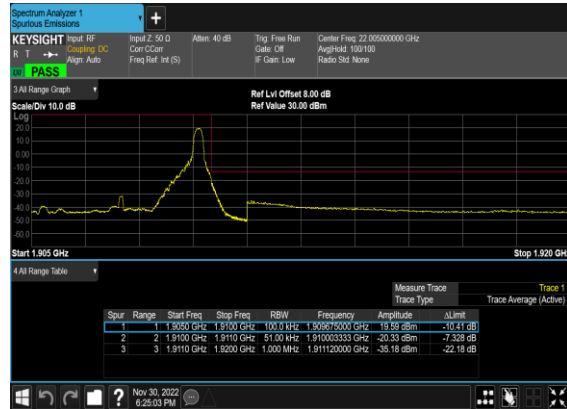 Spectrum Analyzer 1
Spurious Emissions
KEYSIGHT Input: RF Input Z: 50 Ω Atten: 40 dB Trig: Free Run Center Freq: 22.005000000 GHz
R T Coupling: DC Corr CCorr Gate: Off Avg|Hold: 100/100
Align: Auto Freq Ref: Int (S) IF Gain: Low Radio Std: None
PASS
3 All Range Graph
Ref Lvl Offset 8.00 dB
Scale/Div 10.0 dB Ref Value 30.00 dBm
Log
20.0
10.0
0.00
-10.0
-20.0
-30.0
-40.0
-50.0
-60.0
Start 1.905 GHz Stop 1.920 GHz
4 All Range Table
Measure Trace Trace 1
Trace Type Trace Average (Active)
Spur Range Start Freq Stop Freq RBW Frequency Amplitude ΔLimit
1 1 1.9050 GHz 1.9100 GHz 100.0 kHz 1.909675000 GHz 19.59 dBm -10.41 dB
2 2 1.9100 GHz 1.9110 GHz 51.00 kHz 1.910003333 GHz -20.33 dBm -7.328 dB
3 3 1.9110 GHz 1.9200 GHz 1.000 MHz 1.911120000 GHz -35.18 dBm -22.18 dB
Nov 30, 2022
6:25:03 PM